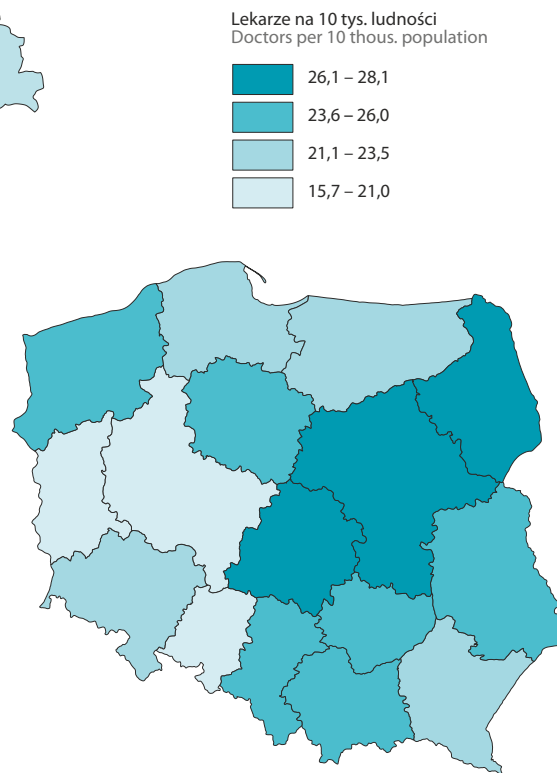 Lekarze na 10 tys. ludności
Doctors per 10 thous. population
26,1 – 28,1
23,6 – 26,0
21,1 – 23,5
15,7 – 21,0